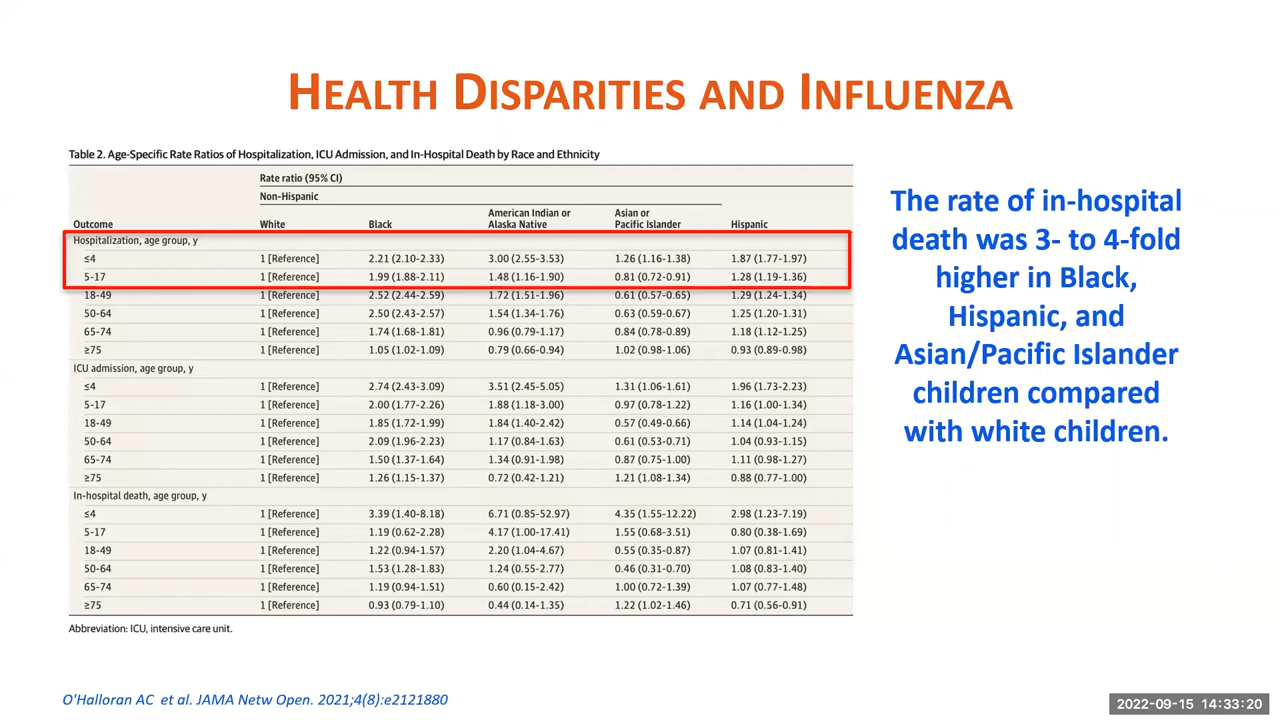 HEALTH DISPARITIES AND INFLUENZA
Table 2. Age-Specific Rate Ratios of Hospitalization, ICU Admission, and In-Hospital Death by Race and Ethnicity
Rate ratio (95% CI)
Non-Hispanic
Outcome White Black American Indian or Alaska Native Asian or Pacific Islander Hispanic
Hospitalization, age group, y
≤4 1 [Reference] 2.21 (2.10-2.33) 3.00 (2.55-3.53) 1.26 (1.16-1.38) 1.87 (1.77-1.97)
5-17 1 [Reference] 1.99 (1.88-2.11) 1.48 (1.16-1.90) 0.81 (0.72-0.91) 1.28 (1.19-1.36)
18-49 1 [Reference] 2.52 (2.44-2.59) 1.72 (1.51-1.96) 0.61 (0.57-0.65) 1.29 (1.24-1.34)
50-64 1 [Reference] 2.50 (2.43-2.57) 1.54 (1.34-1.76) 0.63 (0.59-0.67) 1.25 (1.20-1.31)
65-74 1 [Reference] 1.74 (1.68-1.81) 0.96 (0.79-1.17) 0.84 (0.78-0.89) 1.18 (1.12-1.25)
≥75 1 [Reference] 1.05 (1.02-1.09) 0.79 (0.66-0.94) 1.02 (0.98-1.06) 0.93 (0.89-0.98)
ICU admission, age group, y
≤4 1 [Reference] 2.74 (2.43-3.09) 3.51 (2.45-5.05) 1.31 (1.06-1.61) 1.96 (1.73-2.23)
5-17 1 [Reference] 2.00 (1.77-2.26) 1.88 (1.18-3.00) 0.97 (0.78-1.22) 1.16 (1.00-1.34)
18-49 1 [Reference] 1.85 (1.72-1.99) 1.84 (1.40-2.42) 0.57 (0.49-0.66) 1.14 (1.04-1.24)
50-64 1 [Reference] 2.09 (1.96-2.23) 1.17 (0.84-1.63) 0.61 (0.53-0.71) 1.04 (0.93-1.15)
65-74 1 [Reference] 1.50 (1.37-1.64) 1.34 (0.91-1.98) 0.87 (0.75-1.00) 1.11 (0.98-1.27)
≥75 1 [Reference] 1.26 (1.15-1.37) 0.72 (0.42-1.21) 1.21 (1.08-1.34) 0.88 (0.77-1.00)
In-hospital death, age group, y
≤4 1 [Reference] 3.39 (1.40-8.18) 6.71 (0.85-52.97) 4.35 (1.55-12.22) 2.98 (1.23-7.19)
5-17 1 [Reference] 1.19 (0.62-2.28) 4.17 (1.00-17.41) 1.55 (0.68-3.51) 0.80 (0.38-1.69)
18-49 1 [Reference] 1.22 (0.94-1.57) 2.20 (1.04-4.67) 0.55 (0.35-0.87) 1.07 (0.81-1.41)
50-64 1 [Reference] 1.53 (1.28-1.83) 1.24 (0.55-2.77) 0.46 (0.31-0.70) 1.08 (0.83-1.40)
65-74 1 [Reference] 1.19 (0.94-1.51) 0.60 (0.15-2.42) 1.00 (0.72-1.39) 1.07 (0.77-1.48)
≥75 1 [Reference] 0.93 (0.79-1.10) 0.44 (0.14-1.35) 1.22 (1.02-1.46) 0.71 (0.56-0.91)
Abbreviation: ICU, intensive care unit.
The rate of in-hospital
death was 3- to 4-fold
higher in Black,
Hispanic, and
Asian/Pacific Islander
children compared
with white children.
O'Halloran AC et al. JAMA Netw Open. 2021;4(8):e2121880
2022-09-15 14:33:20